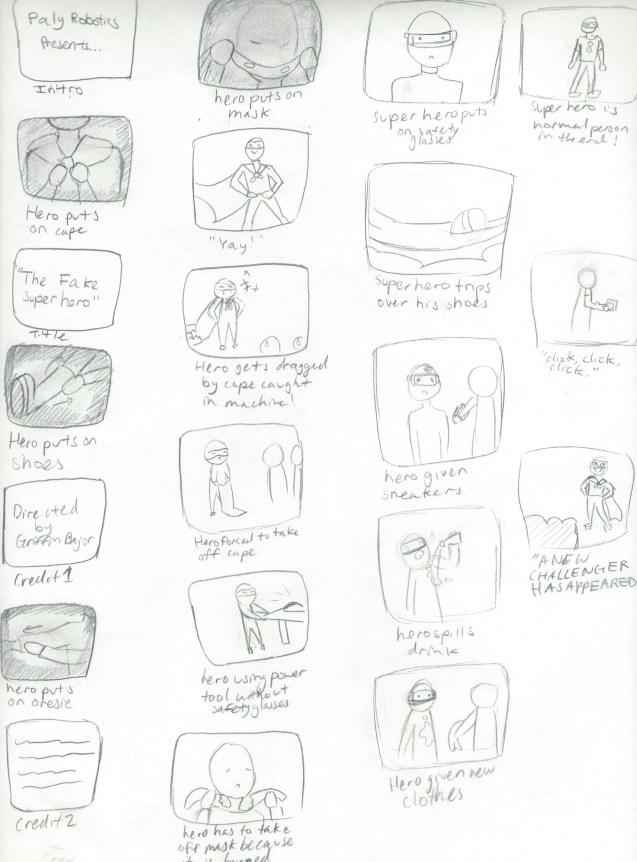 Paly Robotics
Presents...
Intro
Hero puts
on cape
"The Fake
Superhero"
Title
Hero puts on
shoes
Directed
by
Griffin Bajor
Credit 1
hero puts
on onesie
Credit 2
hero puts on
mask
"Yay!"
Hero gets dragged
by cape caught
in machine!
Hero forced to take
off cape
hero using power
tool without
safety glasses
hero has to take
off mask because
it is burned
super hero puts
on safety
glasses
Superhero trips
over his shoes
hero given
sneakers
hero spills
drink
Hero given new
clothes
8
Super hero is
normal person
in the end!
"click, click,
click."
"A NEW
CHALLENGER
HAS APPEARED